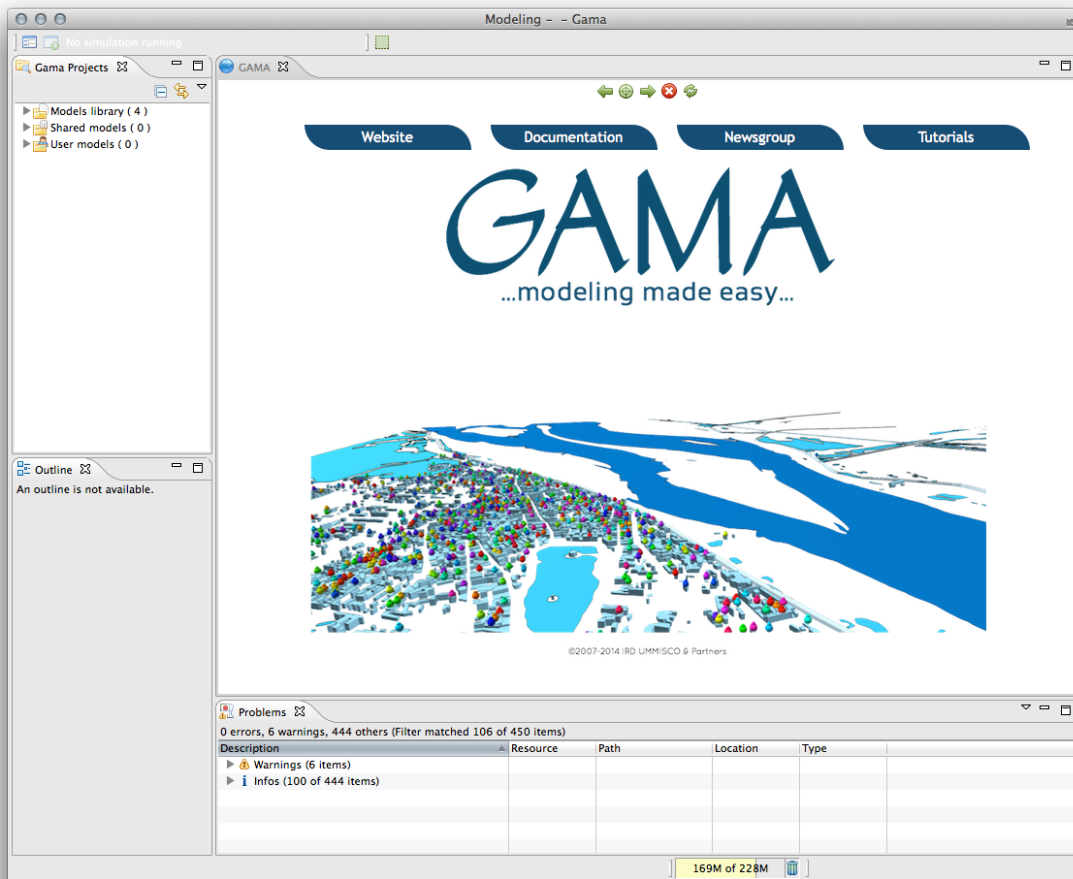 Modeling - - Gama
No simulation running
Gama Projects
GAMA
Models library ( 4 )
Shared models ( 0 )
User models ( 0 )
Website
Documentation
Newsgroup
Tutorials
GAMA
...modeling made easy...
©2007-2014 IRD UMMISCO & Partners
Outline
An outline is not available.
Problems
0 errors, 6 warnings, 444 others (Filter matched 106 of 450 items)
Description Resource Path Location Type
Warnings (6 items)
Infos (100 of 444 items)
169M of 228M